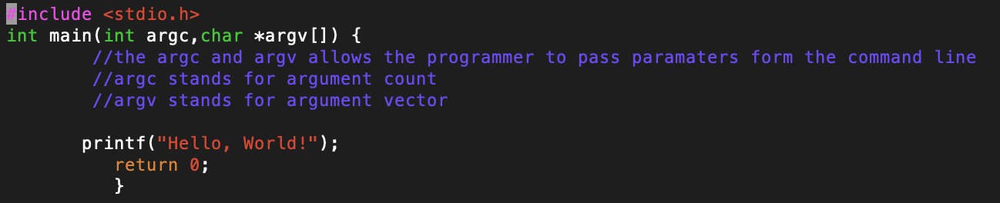 #include <stdio.h>
int main(int argc,char *argv[]) {
        //the argc and argv allows the programmer to pass paramaters form the command line
        //argc stands for argument count
        //argv stands for argument vector

       printf("Hello, World!");
          return 0;
          }